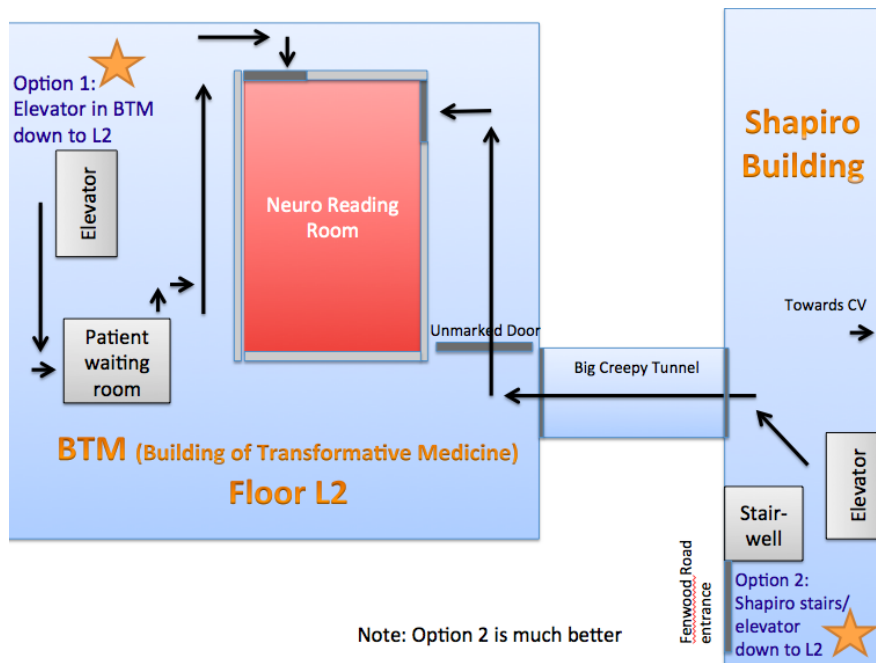 Option 1:
Elevator in BTM
down to L2
Elevator
Patient
waiting
room
Neuro Reading
Room
Unmarked Door
Big Creepy Tunnel
BTM (Building of Transformative Medicine)
Floor L2
Shapiro
Building
Towards CV
Elevator
Stair-
well
Fenwood Road
entrance
Option 2:
Shapiro stairs/
elevator
down to L2
Note: Option 2 is much better